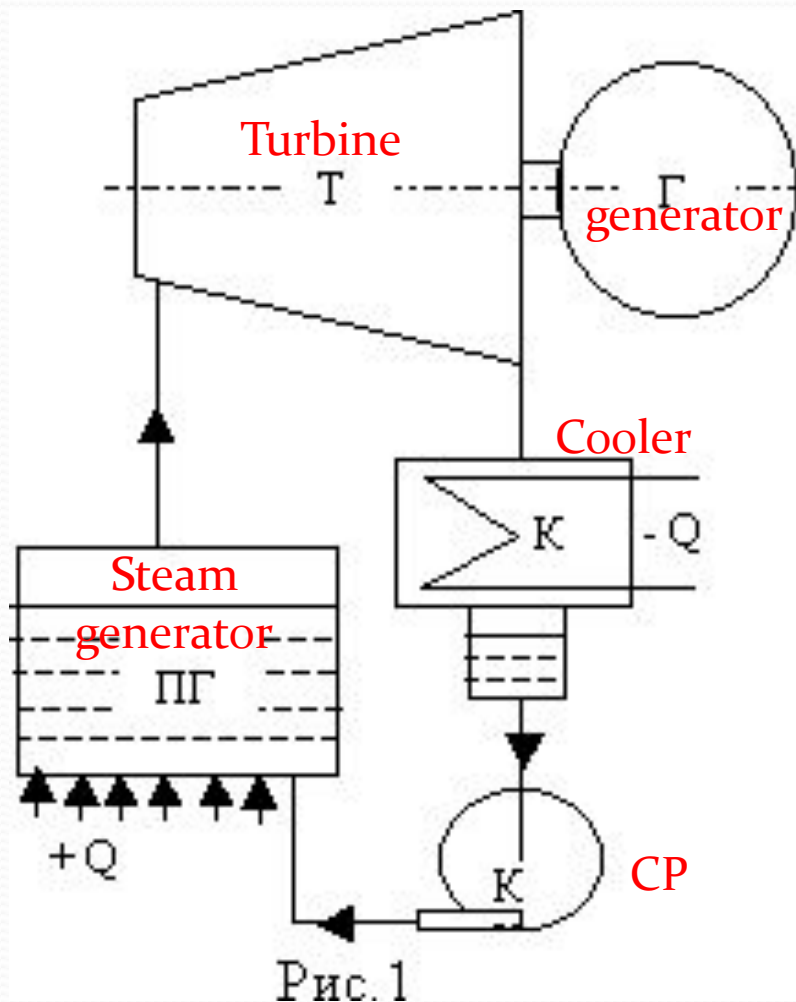 Turbine
Т
Г
generator
Cooler
К
- Q
Steam
generator
ПГ
+Q
К
CP
Рис.1